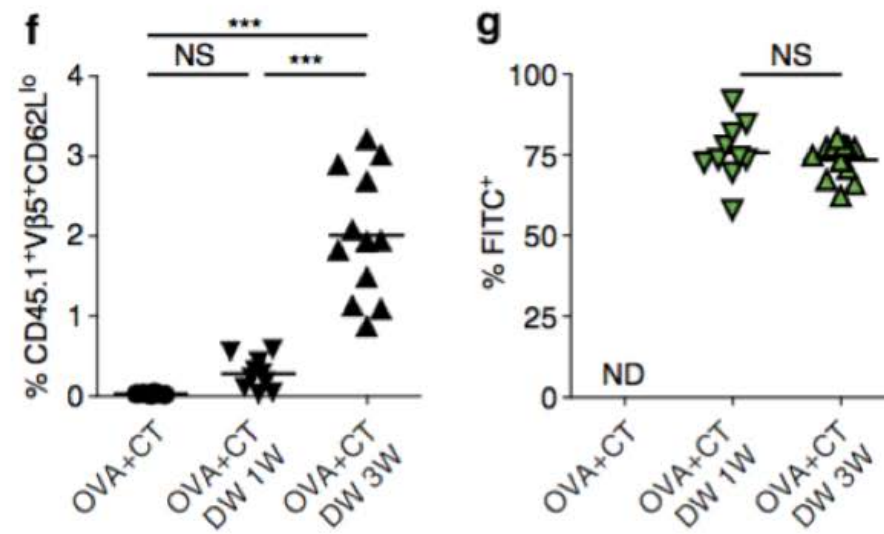 f
***
NS
***
% CD45.1⁺Vβ5⁺CD62Lˡᵒ
4
3
2
1
0
OVA+CT
OVA+CT
DW 1W
OVA+CT
DW 3W
g
NS
% FITC⁺
100
75
50
25
0
ND
OVA+CT
OVA+CT
DW 1W
OVA+CT
DW 3W